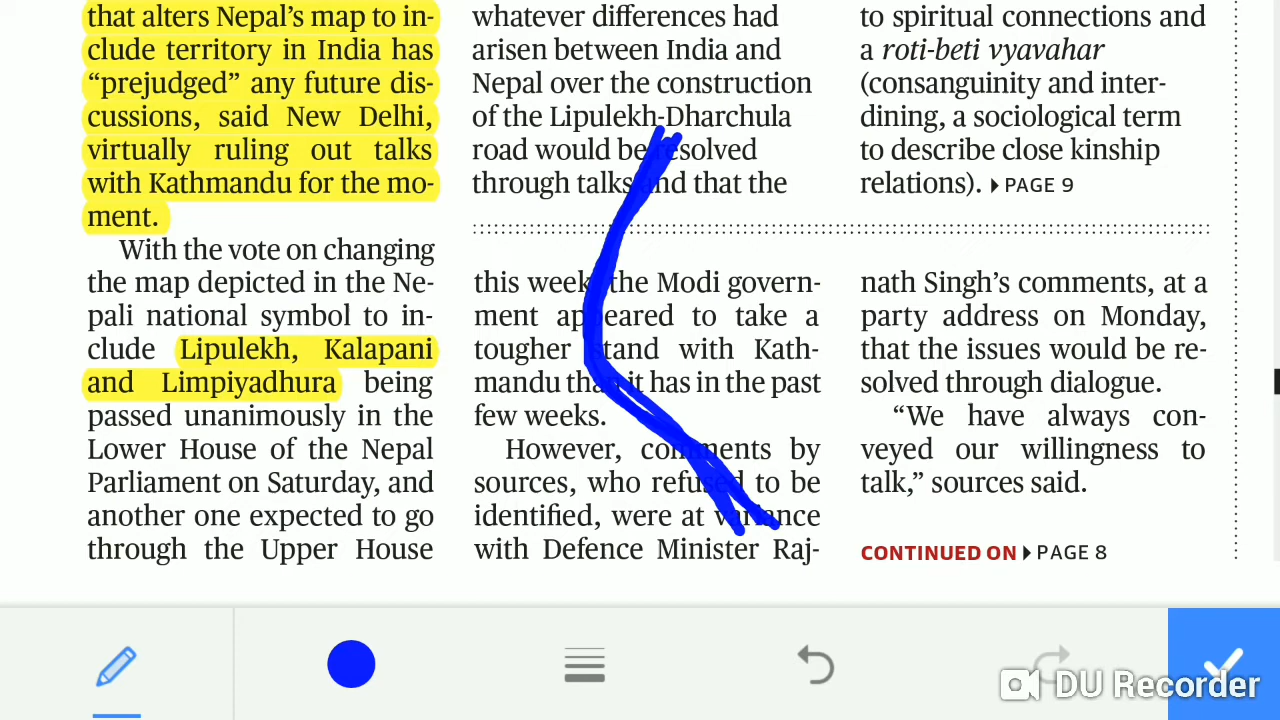 that alters Nepal's map to in-
clude territory in India has
“prejudged” any future dis-
cussions, said New Delhi,
virtually ruling out talks
with Kathmandu for the mo-
ment.
With the vote on changing
the map depicted in the Ne-
pali national symbol to in-
clude Lipulekh, Kalapani
and Limpiyadhura being
passed unanimously in the
Lower House of the Nepal
Parliament on Saturday, and
another one expected to go
through the Upper House
whatever differences had
arisen between India and
Nepal over the construction
of the Lipulekh-Dharchula
road would be resolved
through talks and that the
to spiritual connections and
a roti-beti vyavahar
(consanguinity and inter-
dining, a sociological term
to describe close kinship
relations). PAGE 9
this week, the Modi govern-
ment appeared to take a
tougher stand with Kath-
mandu than it has in the past
few weeks.
However, comments by
sources, who refused to be
identified, were at variance
with Defence Minister Raj-
nath Singh's comments, at a
party address on Monday,
that the issues would be re-
solved through dialogue.
“We have always con-
veyed our willingness to
talk,” sources said.
CONTINUED ON PAGE 8
DU Recorder